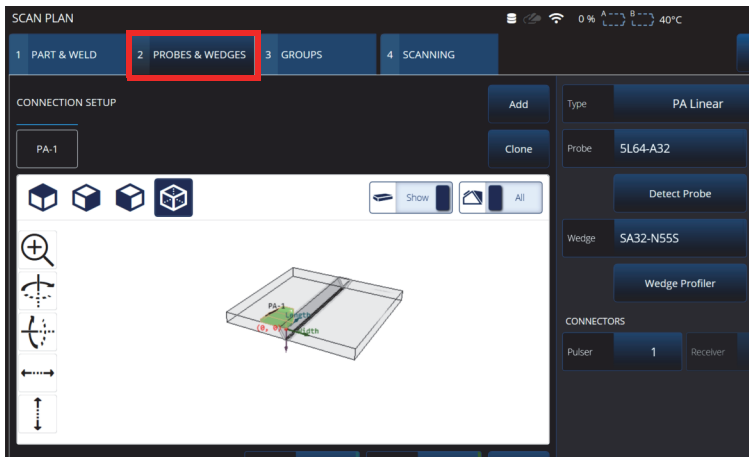 SCAN PLAN
0 % A B 40°C
1 PART & WELD 2 PROBES & WEDGES 3 GROUPS 4 SCANNING
CONNECTION SETUP
Add
PA-1
Clone
Show
All
PA-1
Length
(0, 0)
Width
Type PA Linear
Probe 5L64-A32
Detect Probe
Wedge SA32-N55S
Wedge Profiler
CONNECTORS
Pulser 1 Receiver